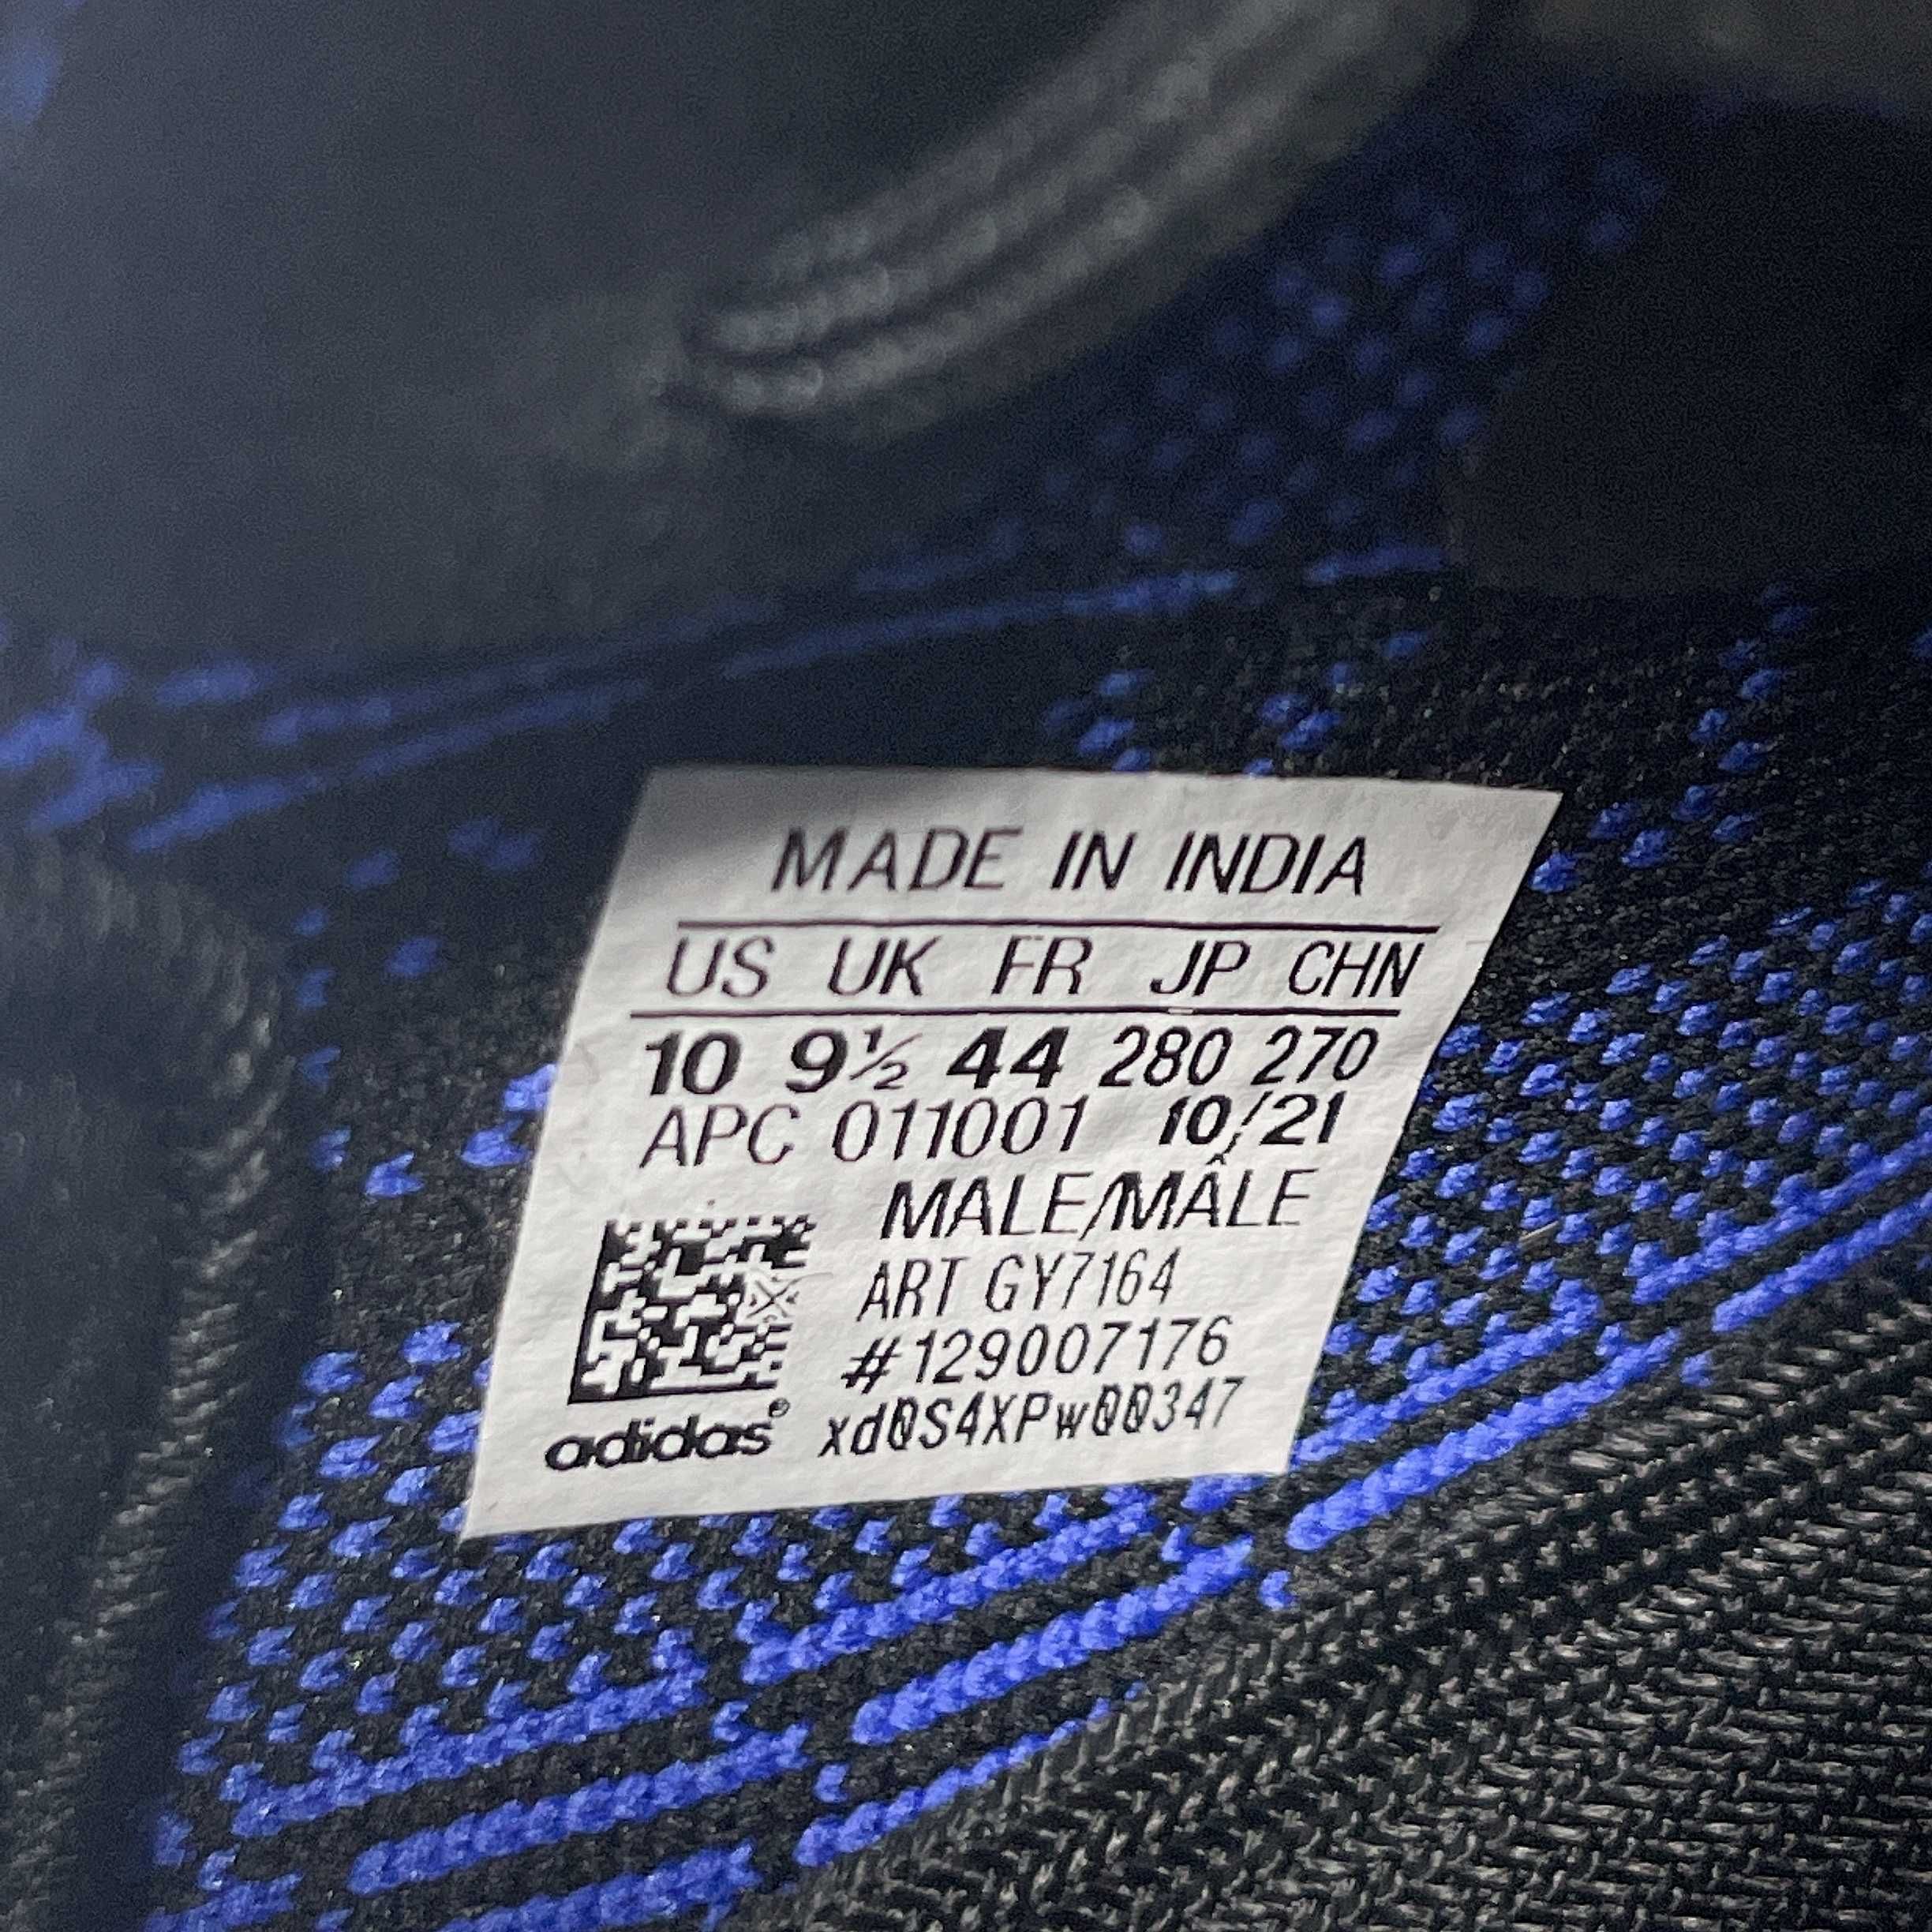 MADE IN INDIA
US UK FR JP CHN
10 9½ 44 280 270
APC 011001 10/21
MALE/MÂLE
ART GY7164
#129007176
adidas® xd0S4XPw00347